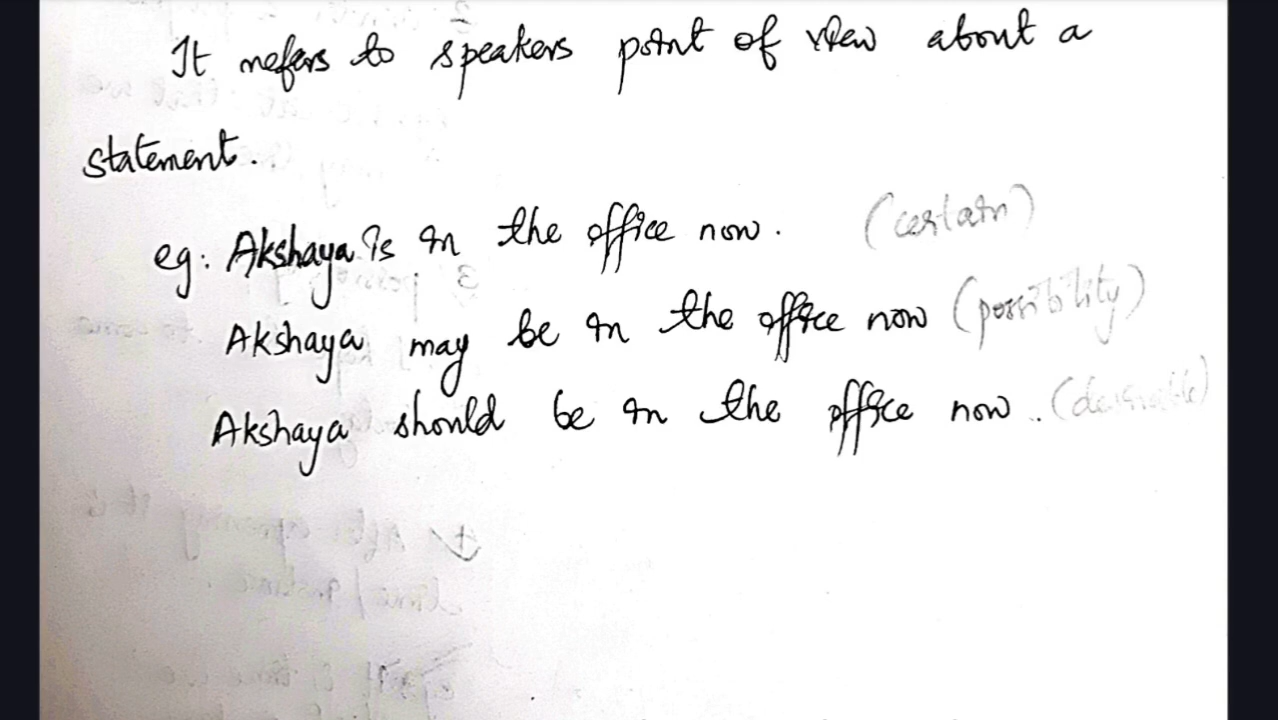 It refers to speakers point of view about a
statement.
eg: Akshaya is in the office now. (certain)
Akshaya may be in the office now (possibility)
Akshaya should be in the office now.. (desirable)